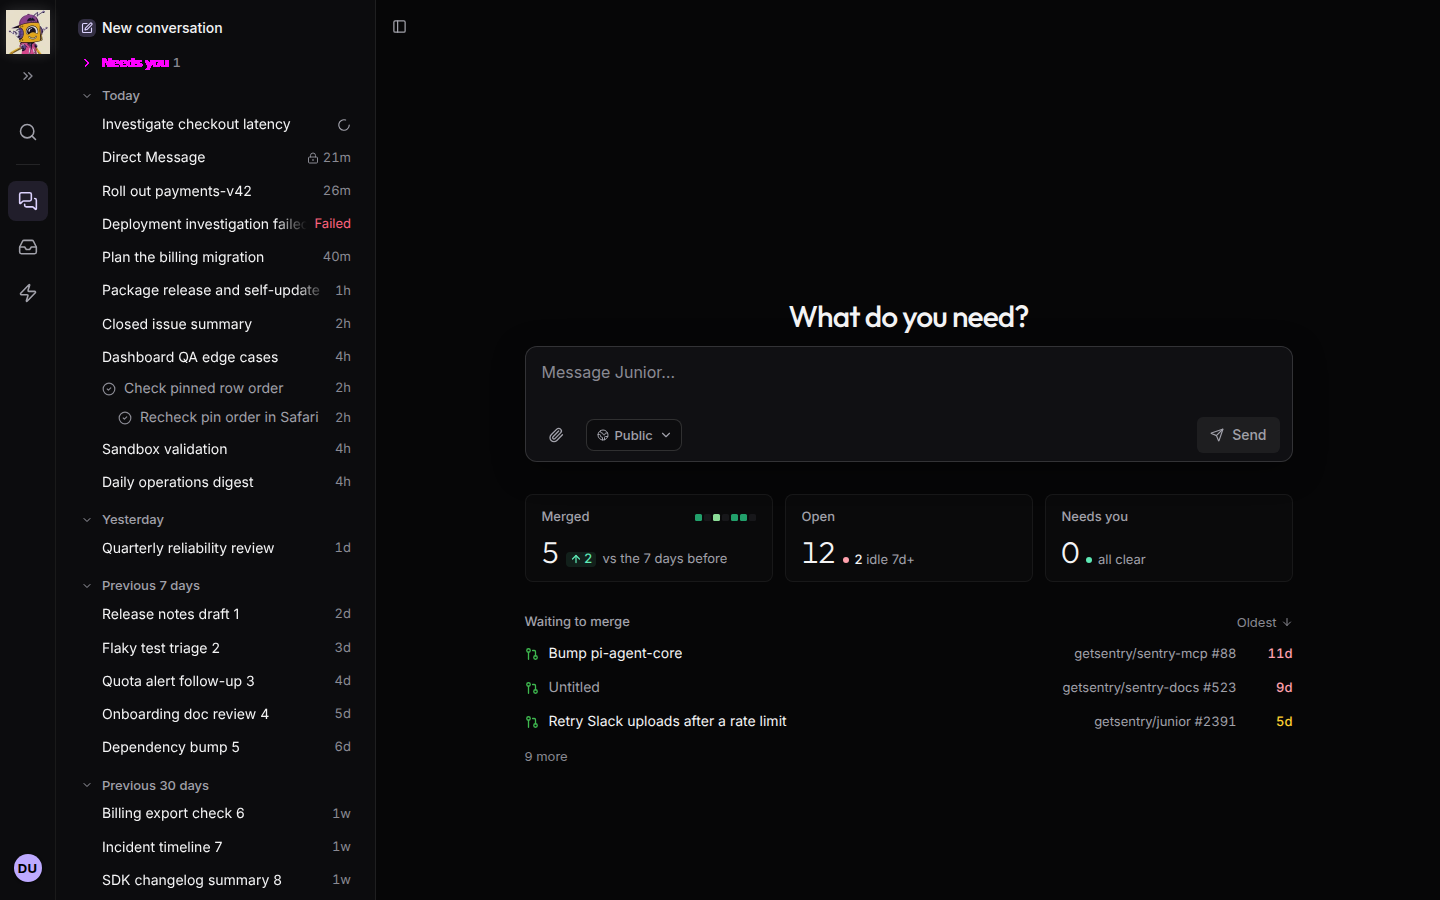 New conversation
Needs you 1
Today
Investigate checkout latency
Direct Message 21m
Roll out payments-v42 26m
Deployment investigation failed Failed
Plan the billing migration 40m
Package release and self-update 1h
Closed issue summary 2h
Dashboard QA edge cases 4h
Check pinned row order 2h
Recheck pin order in Safari 2h
Sandbox validation 4h
Daily operations digest 4h
Yesterday
Quarterly reliability review 1d
Previous 7 days
Release notes draft 1 2d
Flaky test triage 2 3d
Quota alert follow-up 3 4d
Onboarding doc review 4 5d
Dependency bump 5 6d
Previous 30 days
Billing export check 6 1w
Incident timeline 7 1w
SDK changelog summary 8 1w
DU
What do you need?
Message Junior...
Public
Send
Merged
5 2 vs the 7 days before
Open
12 2 idle 7d+
Needs you
0 all clear
Waiting to merge Oldest ↓
Bump pi-agent-core getsentry/sentry-mcp #88 11d
Untitled getsentry/sentry-docs #523 9d
Retry Slack uploads after a rate limit getsentry/junior #2391 5d
9 more